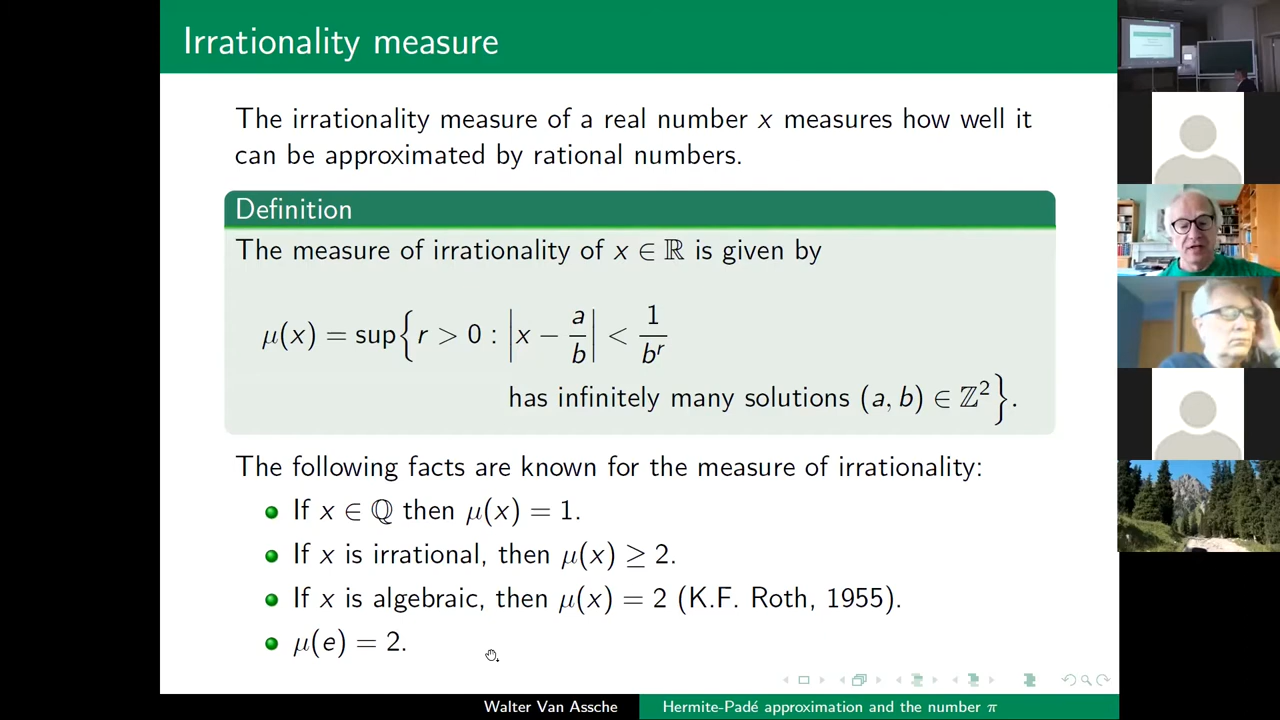 Irrationality measure
The irrationality measure of a real number x measures how well it
can be approximated by rational numbers.
Definition
The measure of irrationality of x ∈ ℝ is given by
μ(x) = sup{r > 0 : |x − a/b| < 1/b^r
has infinitely many solutions (a, b) ∈ ℤ²}.
The following facts are known for the measure of irrationality:
If x ∈ ℚ then μ(x) = 1.
If x is irrational, then μ(x) ≥ 2.
If x is algebraic, then μ(x) = 2 (K.F. Roth, 1955).
μ(e) = 2.
Walter Van Assche
Hermite-Padé approximation and the number π